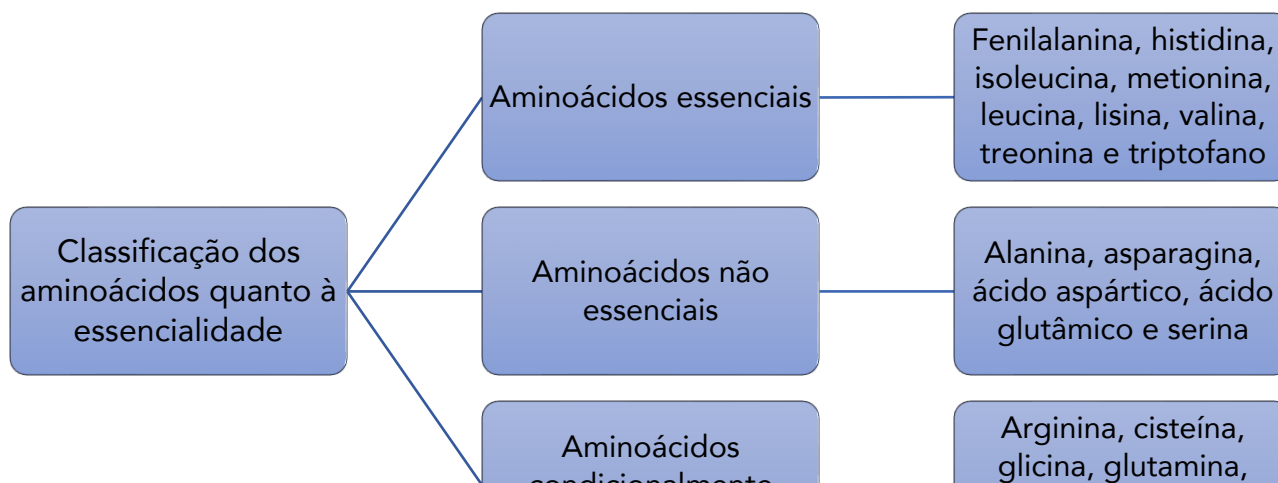 Classificação dos
aminoácidos quanto à
essencialidade
Aminoácidos essenciais
Fenilalanina, histidina,
isoleucina, metionina,
leucina, lisina, valina,
treonina e triptofano
Aminoácidos não
essenciais
Alanina, asparagina,
ácido aspártico, ácido
glutâmico e serina
Aminoácidos
condicionalmente
Arginina, cisteína,
glicina, glutamina,